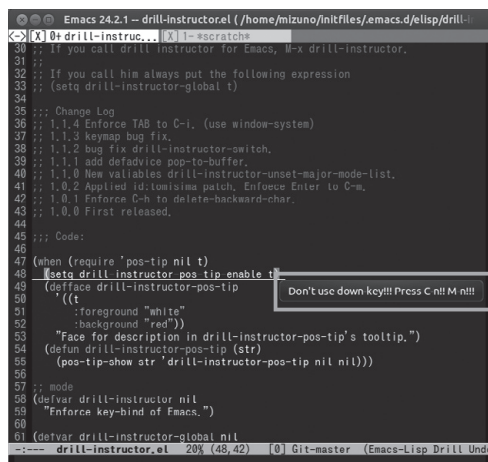 Emacs 24.2.1 -- drill-instructor.el ( /home/mizuno/initfiles/.emacs.d/elisp/drill-i
<-> [X] 0+ drill-instruc... [X] 1- *scratch*
30 ;; If you call drill instructor for Emacs, M-x drill-instructor.
31 ;;
32 ;; If you call him always put the following expression
33 ;; (setq drill-instructor-global t)
34
35 ;;; Change Log
36 ;; 1.1.4 Enforce TAB to C-i. (use window-system)
37 ;; 1.1.3 keymap bug fix.
38 ;; 1.1.2 bug fix drill-instructor-switch.
39 ;; 1.1.1 add defadvice pop-to-buffer.
40 ;; 1.1.0 New valiables drill-instructor-unset-major-mode-list.
41 ;; 1.0.2 Applied id:tomisima patch. Enfoece Enter to C-m.
42 ;; 1.0.1 Enforce C-h to delete-backward-char.
43 ;; 1.0.0 First released.
44
45 ;;; Code:
46
47 (when (require 'pos-tip nil t)
48 (setq drill-instructor-pos-tip-enable t)
49 (defface drill-instructor-pos-tip
Don't use down key!!! Press C-n!! M-n!!!
50 '((t
51 :foreground "white"
52 :background "red"))
53 "Face for description in drill-instructor-pos-tip's tooltip.")
54 (defun drill-instructor-pos-tip (str)
55 (pos-tip-show str 'drill-instructor-pos-tip nil nil)))
56
57 ;; mode
58 (defvar drill-instructor nil
59 "Enforce key-bind of Emacs.")
60
61 (defvar drill-instructor-global nil
-:--- drill-instructor.el 20% (48,42) [0] Git-master (Emacs-Lisp Drill Und